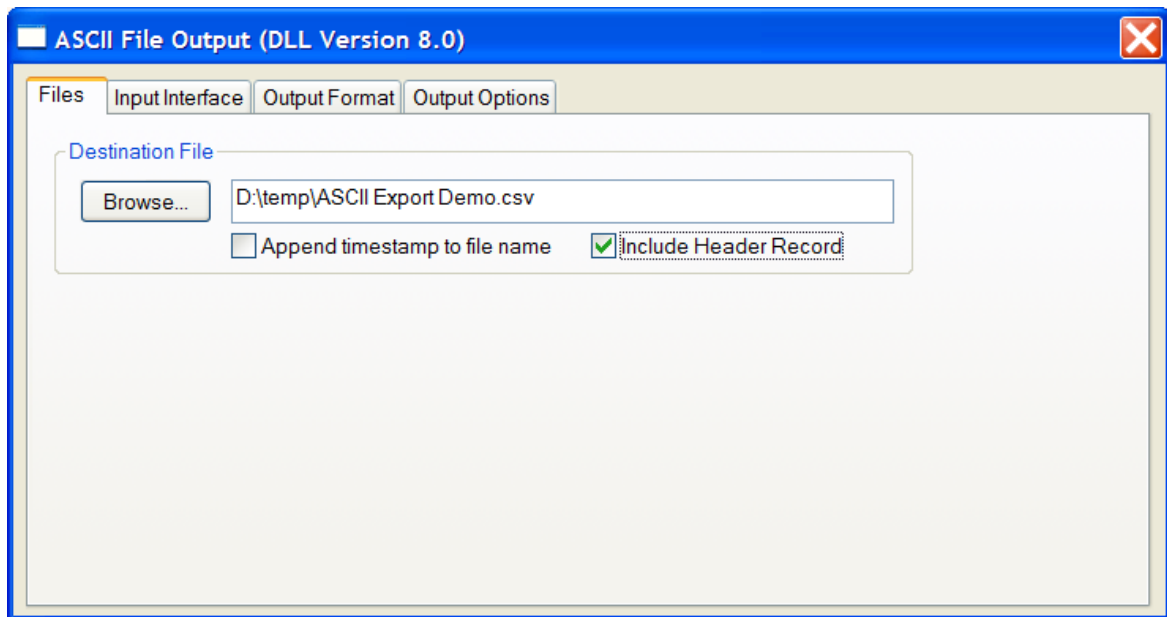 ASCII File Output (DLL Version 8.0)
Files Input Interface Output Format Output Options
Destination File
Browse... D:\temp\ASCII Export Demo.csv
Append timestamp to file name Include Header Record